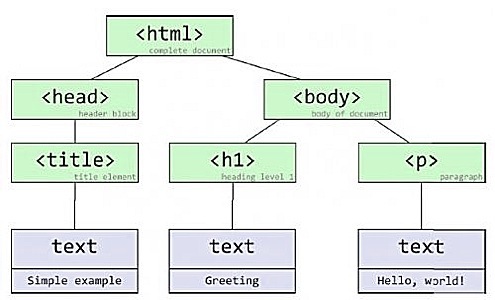 <html>
complete document
<head>
header block
<body>
body of document
<title>
title element
<h1>
heading level 1
<p>
paragraph
text
Simple example
text
Greeting
text
Hello, world!